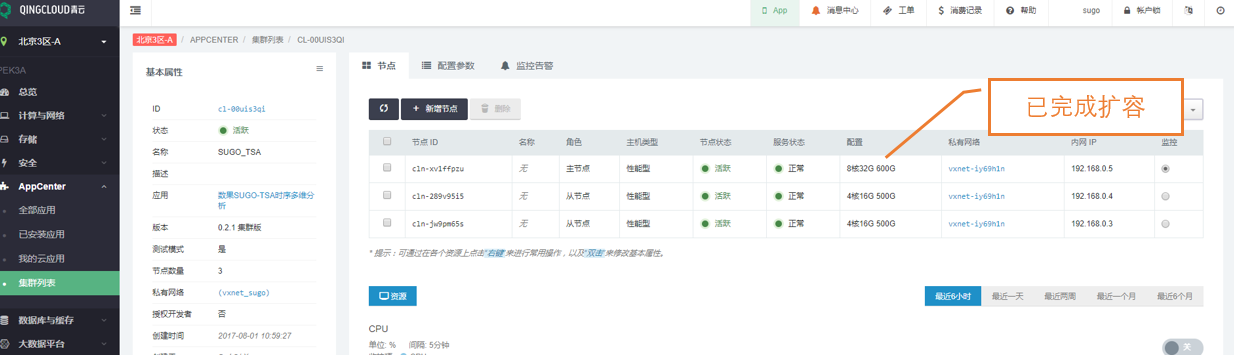 QINGCLOUD青云
App
消息中心
工单
消费记录
帮助
sugo
帐户锁
北京3区-A
PEK3A
总览
计算与网络
存储
安全
AppCenter
全部应用
已安装应用
我的云应用
集群列表
数据库与缓存
大数据平台
北京3区-A / APPCENTER / 集群列表 / CL-00UIS3QI
基本属性
ID cl-00uis3qi
状态 活跃
名称 SUGO_TSA
描述
应用 数果SUGO-TSA时序多维分
析
版本 0.2.1 集群版
测试模式 是
节点数量 3
私有网络 (vxnet_sugo)
授权开发者 否
创建时间 2017-08-01 10:59:27
节点
配置参数
监控告警
新增节点
删除
已完成扩容
节点 ID 名称 角色 主机类型 节点状态 服务状态 配置 私有网络 内网 IP 监控
cln-xv1ffpzu 无 主节点 性能型 活跃 正常 8核32G 600G vxnet-iy69h1n 192.168.0.5
cln-289v95i5 无 从节点 性能型 活跃 正常 4核16G 500G vxnet-iy69h1n 192.168.0.4
cln-jw9pm65s 无 从节点 性能型 活跃 正常 4核16G 500G vxnet-iy69h1n 192.168.0.3
* 提示：可通过在各个资源上点击"右键"来进行常用操作，以及"双击"来修改基本属性。
资源
最近6小时 最近一天 最近两周 最近一个月 最近6个月
CPU
单位: % 间隔: 5分钟
关